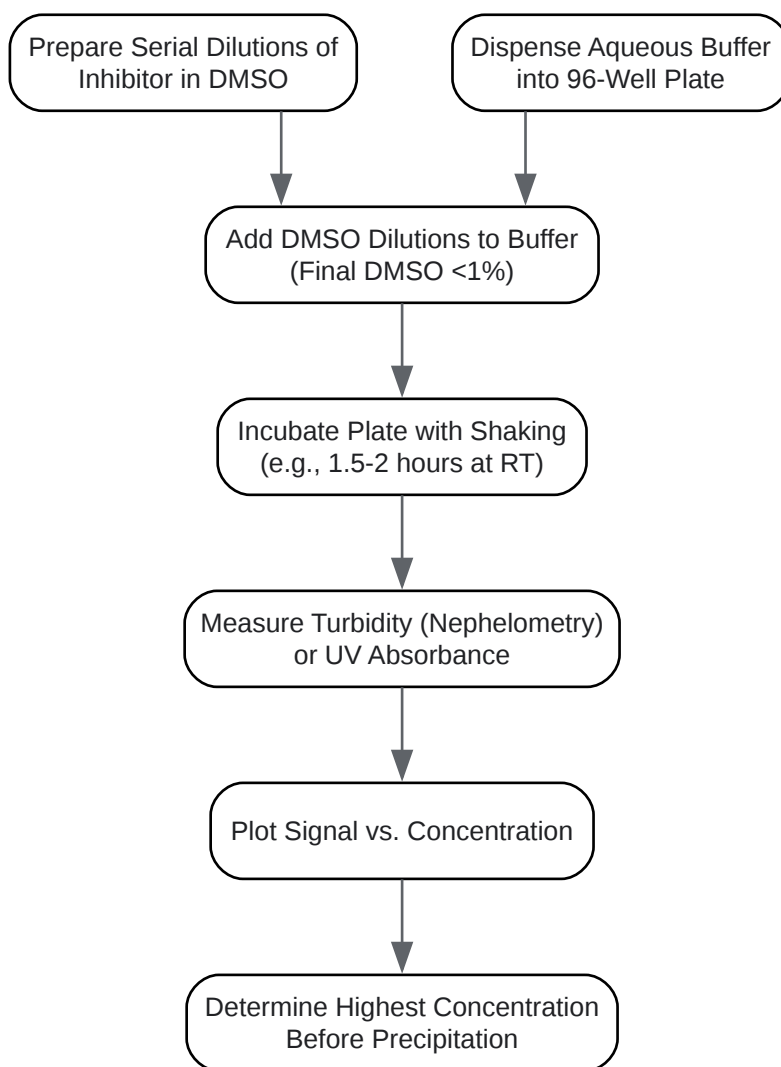 Prepare Serial Dilutions of
Inhibitor in DMSO
Dispense Aqueous Buffer
into 96-Well Plate
Add DMSO Dilutions to Buffer
(Final DMSO <1%)
Incubate Plate with Shaking
(e.g., 1.5-2 hours at RT)
Measure Turbidity (Nephelometry)
or UV Absorbance
Plot Signal vs. Concentration
Determine Highest Concentration
Before Precipitation